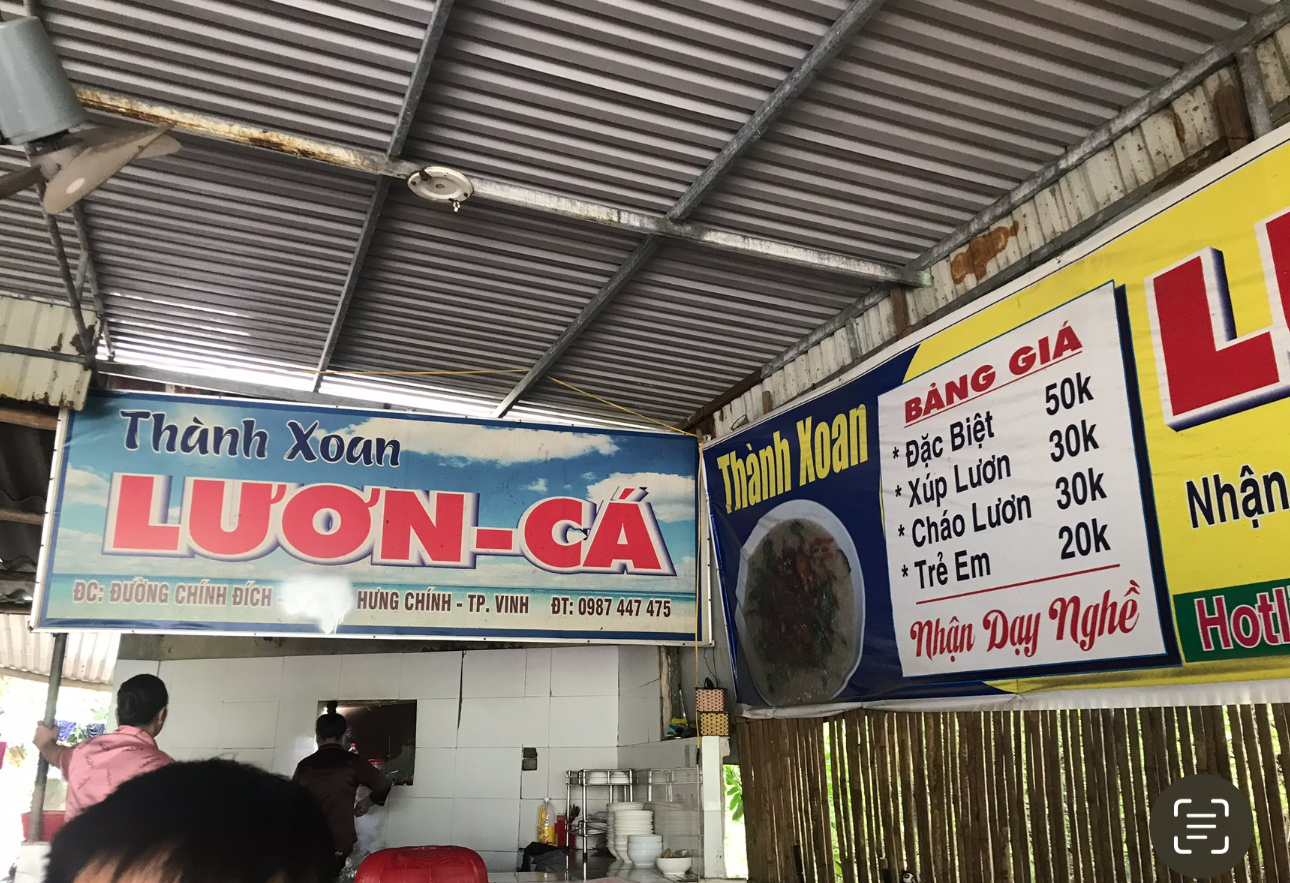 Thành Xoan
LƯƠN-CÁ
ĐC: ĐƯỜNG CHÍNH ĐÍCH - HƯNG CHÍNH - TP. VINH ĐT: 0987 447 475
Thành Xoan
BẢNG GIÁ
* Đặc Biệt 50k
* Xúp Lươn 30k
* Cháo Lươn 30k
* Trẻ Em 20k
Nhận Dạy Nghề
Nhận